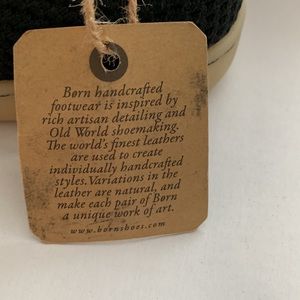 Børn handcrafted
footwear is inspired by
rich artisan detailing and
Old World shoemaking.
The world's finest leathers
are used to create
individually handcrafted
styles. Variations in the
leather are natural, and
make each pair of Børn
a unique work of art.
www.bornshoes.com